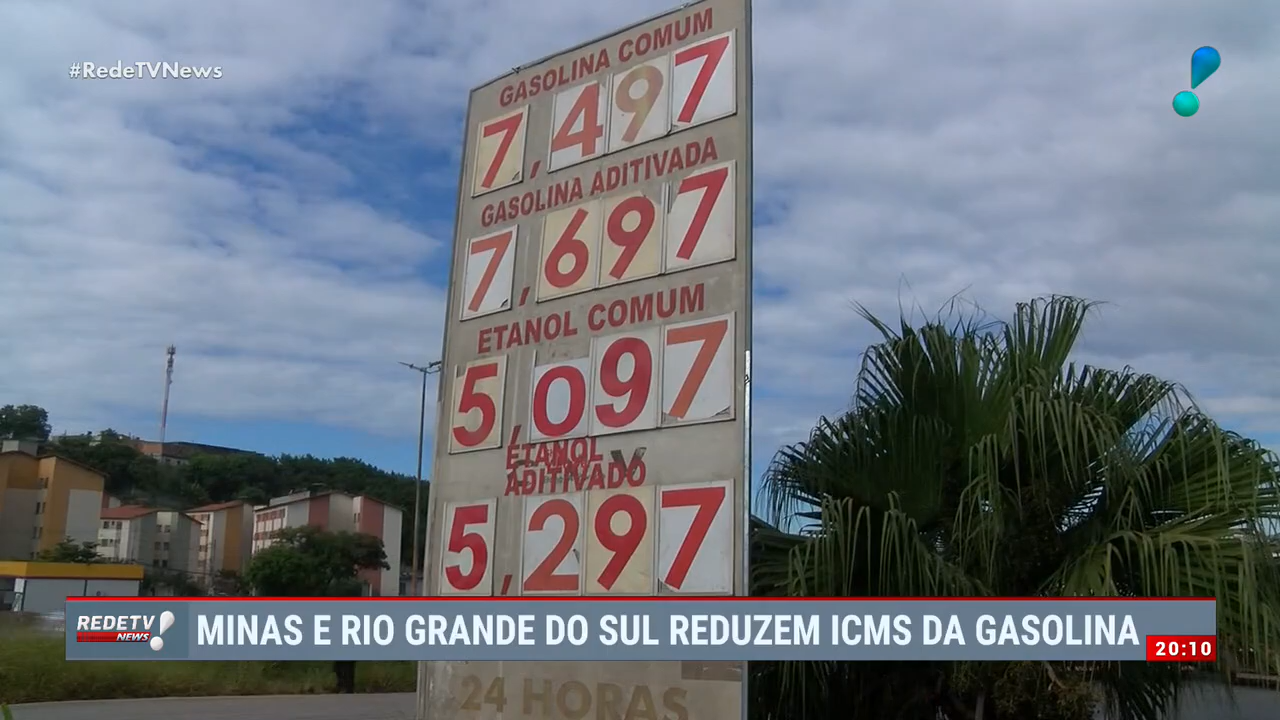 #RedeTVNews
GASOLINA COMUM
7,497
GASOLINA ADITIVADA
7,697
ETANOL COMUM
5,097
ETANOL
ADITIVADO
5,297
REDETV!
NEWS
MINAS E RIO GRANDE DO SUL REDUZEM ICMS DA GASOLINA
20:10
24 HORAS